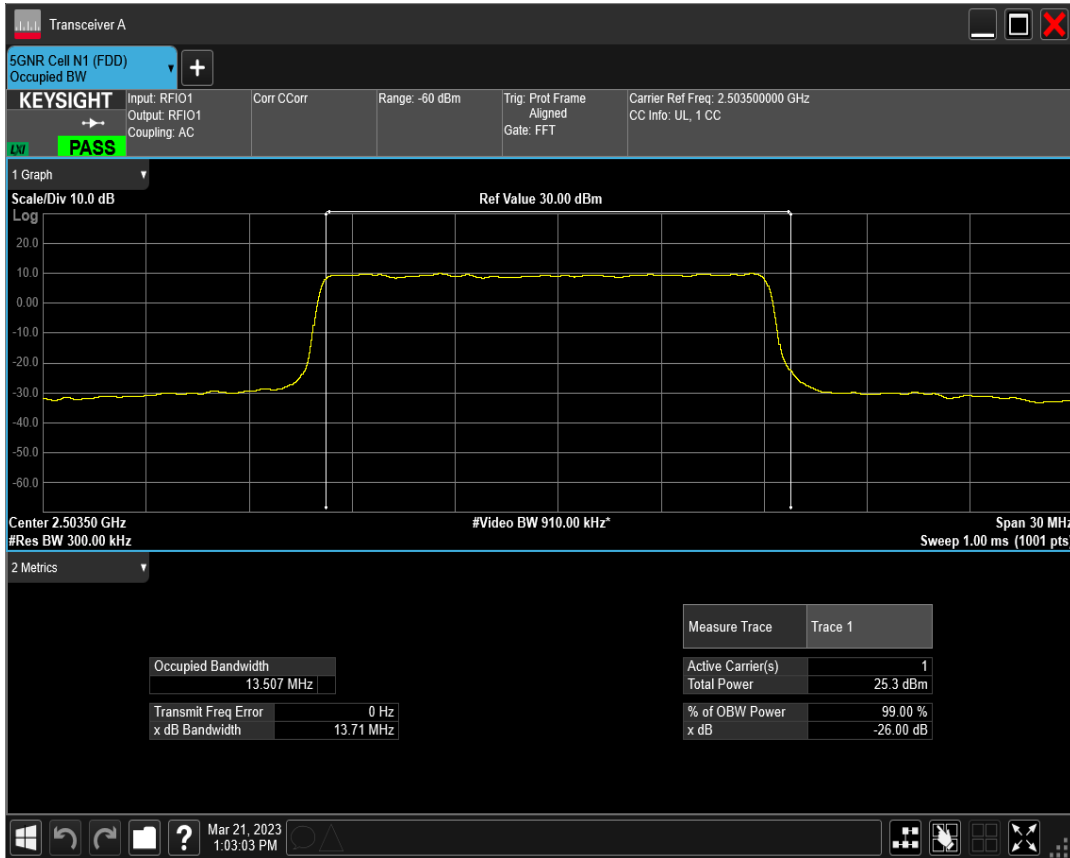 Transceiver A
5GNR Cell N1 (FDD)
Occupied BW
+
KEYSIGHT
LXI
PASS
Input: RFIO1
Output: RFIO1
Coupling: AC
Corr CCorr
Range: -60 dBm
Trig: Prot Frame
Aligned
Gate: FFT
Carrier Ref Freq: 2.503500000 GHz
CC Info: UL, 1 CC
1 Graph
Scale/Div 10.0 dB
Ref Value 30.00 dBm
Log
20.0
10.0
0.00
-10.0
-20.0
-30.0
-40.0
-50.0
-60.0
Center 2.50350 GHz
#Video BW 910.00 kHz*
Span 30 MHz
#Res BW 300.00 kHz
Sweep 1.00 ms (1001 pts)
2 Metrics
Measure Trace Trace 1
Occupied Bandwidth
13.507 MHz
Active Carrier(s) 1
Total Power 25.3 dBm
Transmit Freq Error 0 Hz
x dB Bandwidth 13.71 MHz
% of OBW Power 99.00 %
x dB -26.00 dB
?
Mar 21, 2023
1:03:03 PM